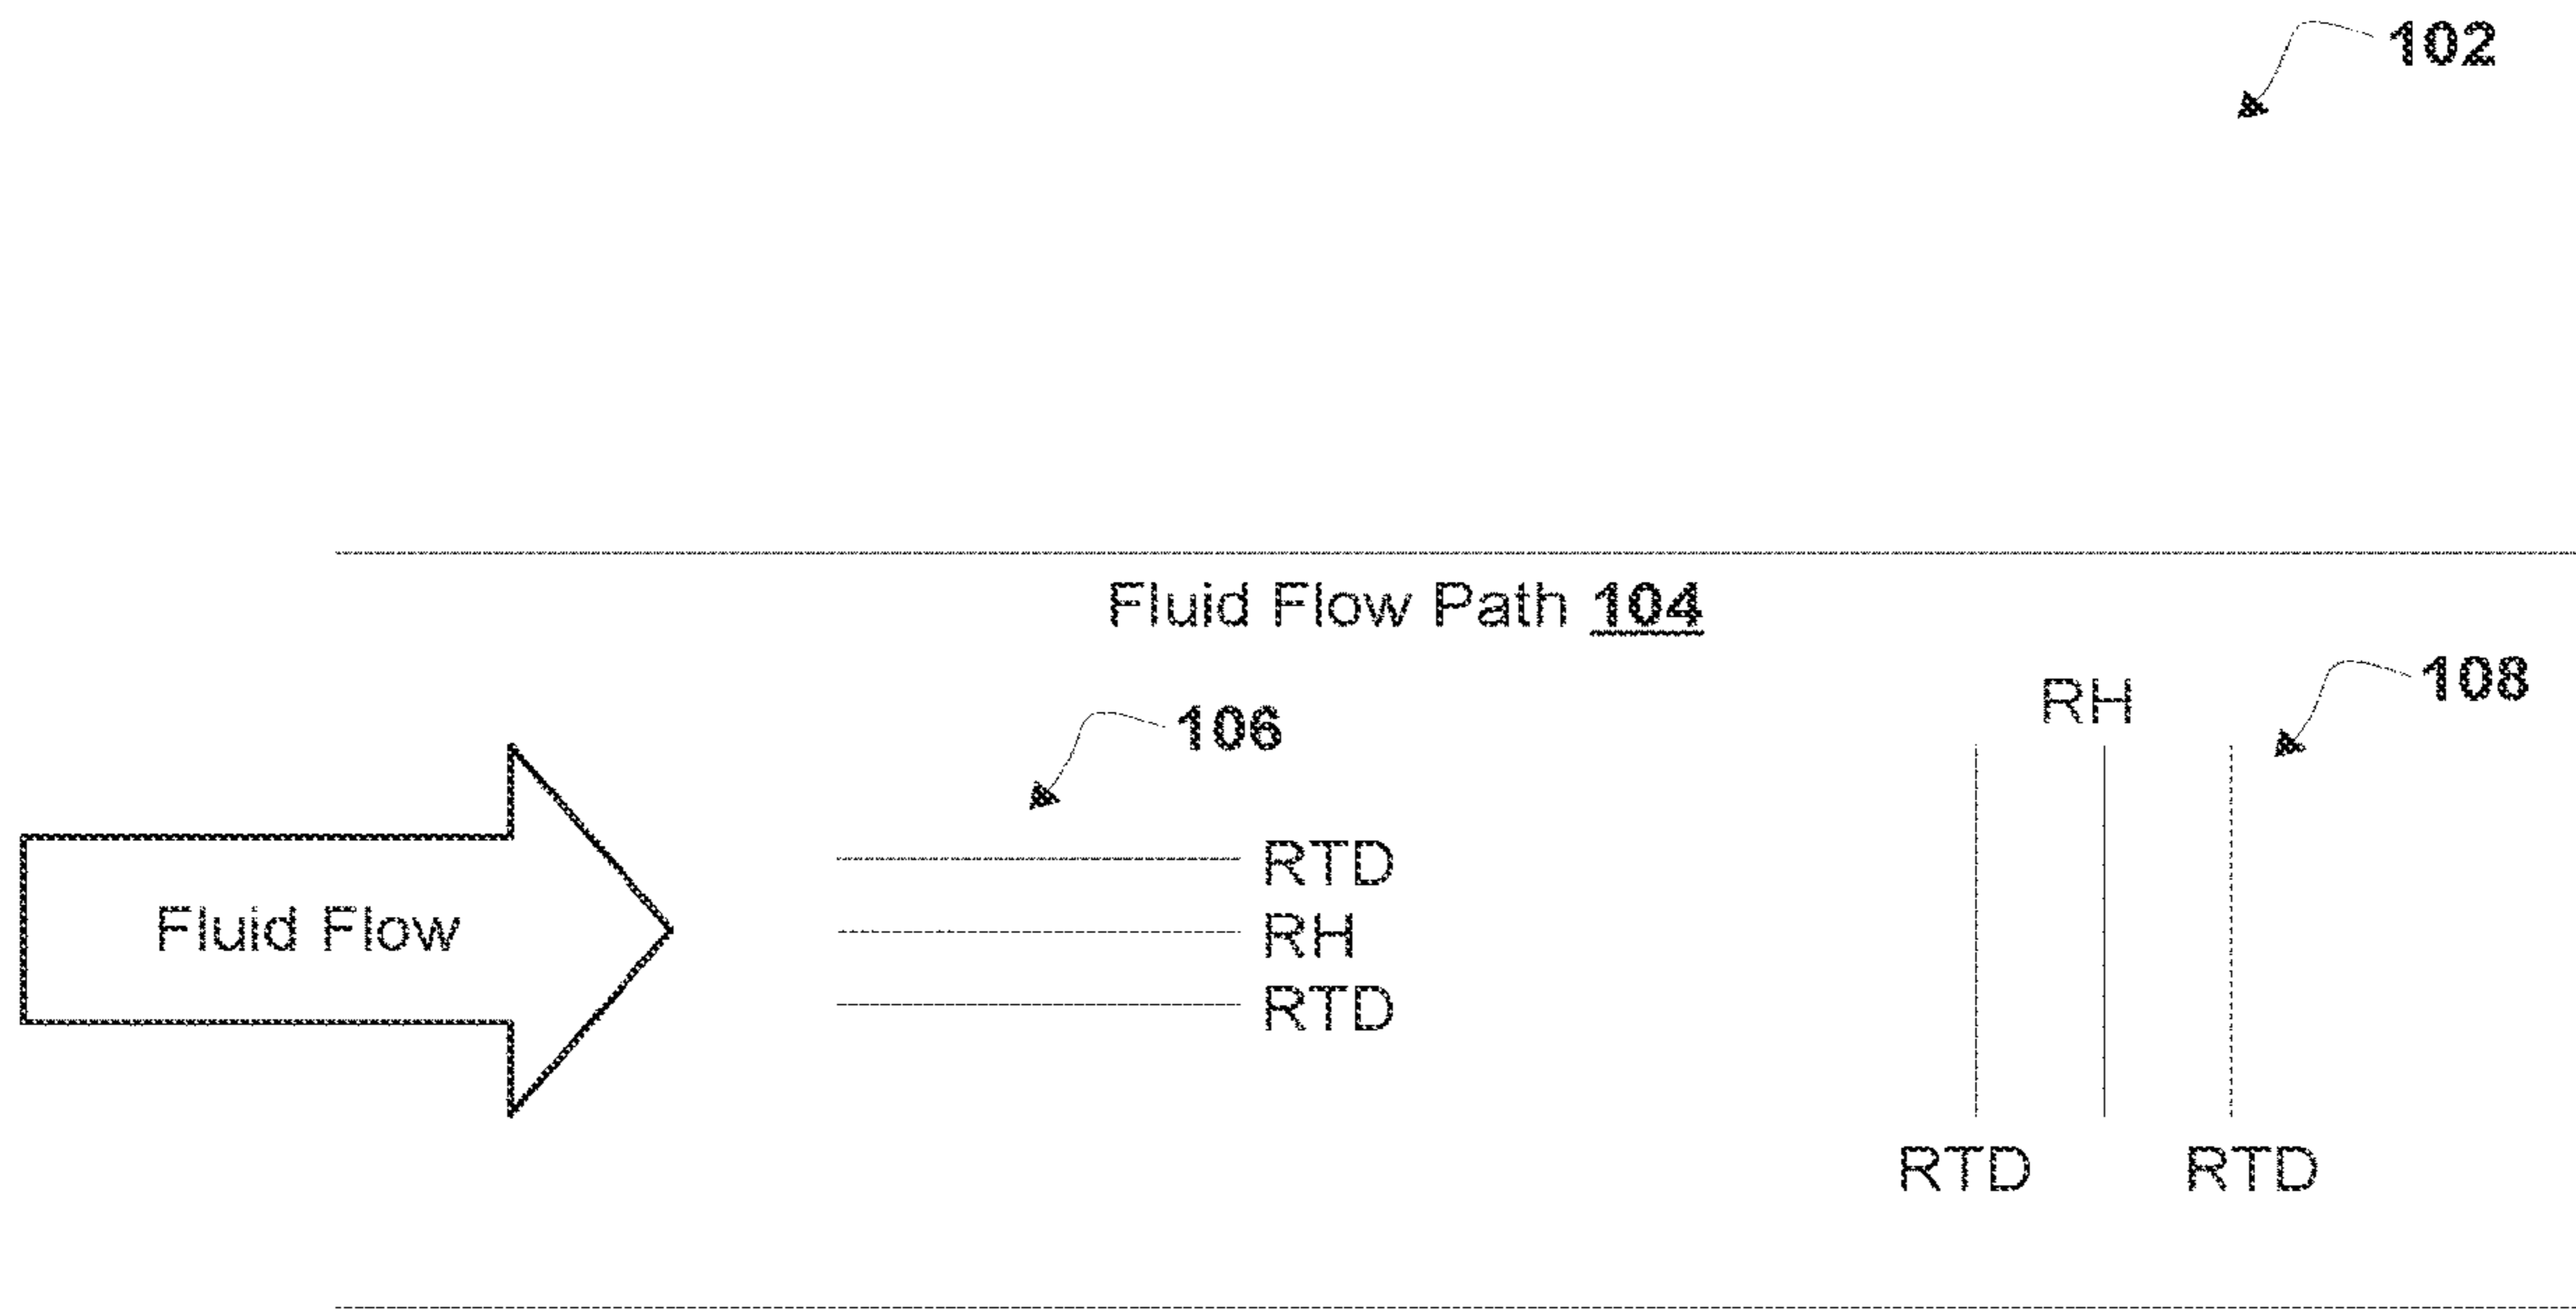 102
Fluid Flow Path 104
108
RH
106
RTD
Fluid Flow
RH
RTD
RTD
RTD